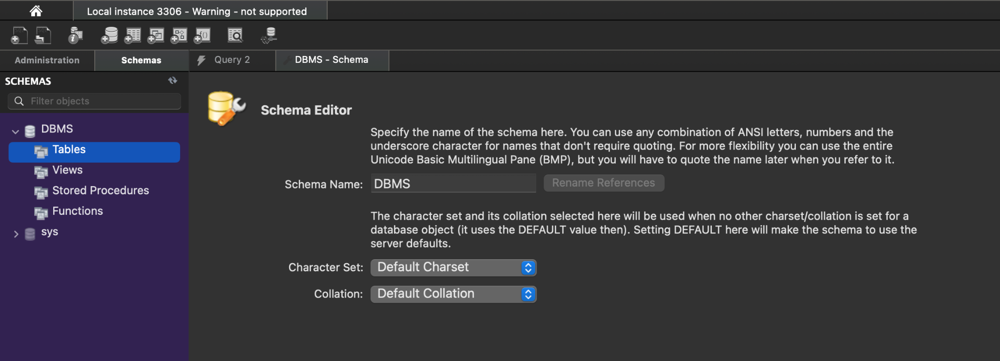 Local instance 3306 - Warning - not supported
Administration
Schemas
Query 2
DBMS - Schema
SCHEMAS
Filter objects
DBMS
Tables
Views
Stored Procedures
Functions
sys
Schema Editor
Specify the name of the schema here. You can use any combination of ANSI letters, numbers and the
underscore character for names that don't require quoting. For more flexibility you can use the entire
Unicode Basic Multilingual Pane (BMP), but you will have to quote the name later when you refer to it.
Schema Name: DBMS Rename References
The character set and its collation selected here will be used when no other charset/collation is set for a
database object (it uses the DEFAULT value then). Setting DEFAULT here will make the schema to use the
server defaults.
Character Set: Default Charset
Collation: Default Collation